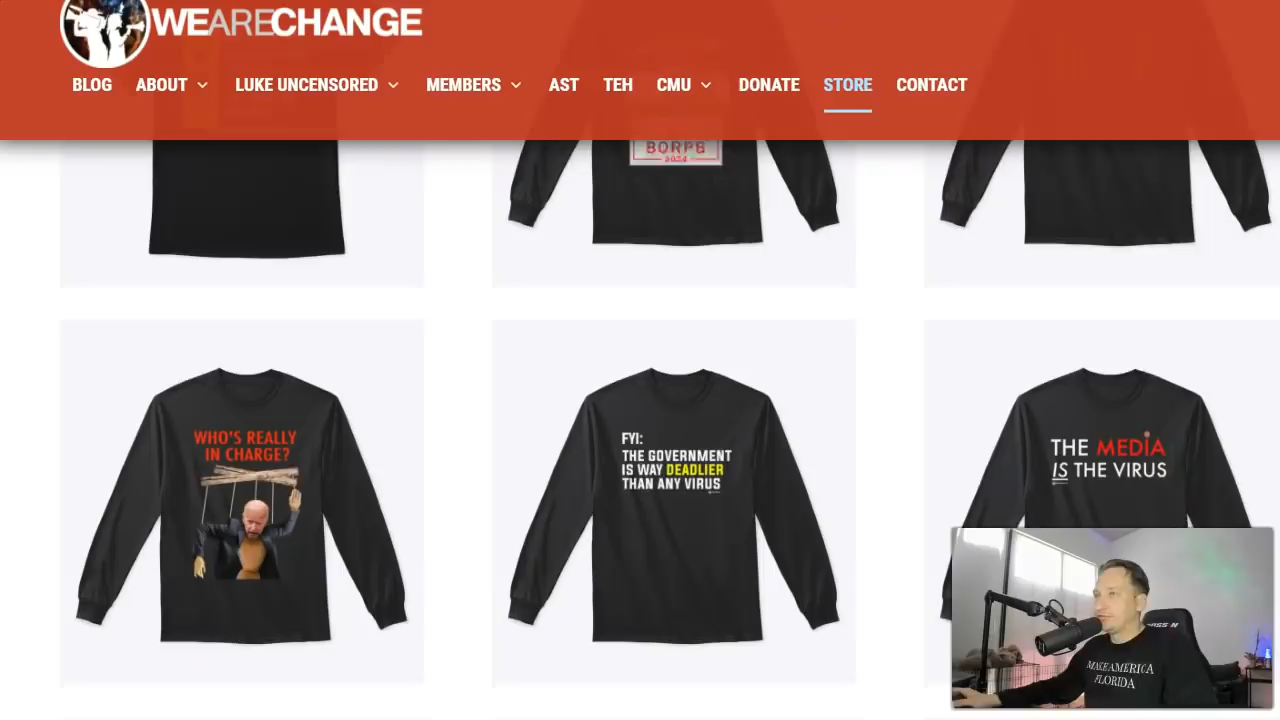 WEARECHANGE
BLOG ABOUT LUKE UNCENSORED MEMBERS AST TEH CMU DONATE STORE CONTACT
BORPB
2024
WHO'S REALLY
IN CHARGE?
FYI:
THE GOVERNMENT
IS WAY DEADLIER
THAN ANY VIRUS
THE MEDIA
IS THE VIRUS
MAKE AMERICA
FLORIDA